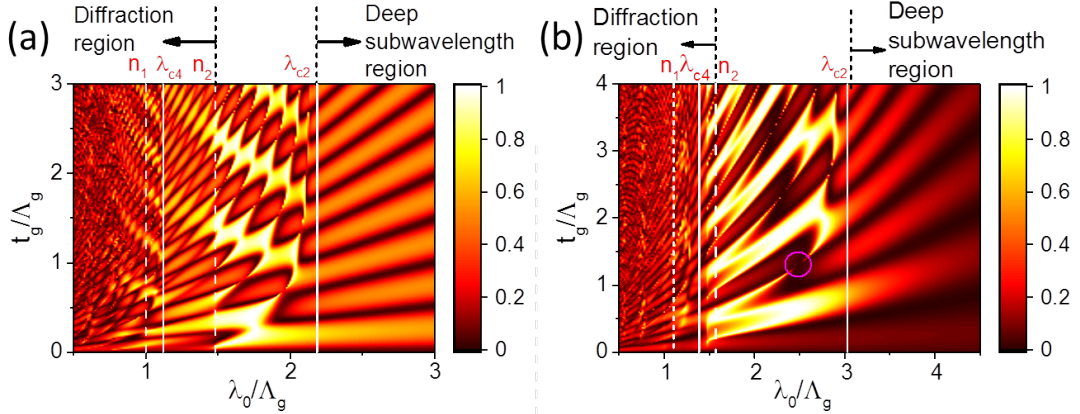 (a)
Diffraction
region
Deep
subwavelength
region
n1
λc4
n2
λc2
3
2
1
0
tg/Λg
1
2
3
λ0/Λg
1
0.8
0.6
0.4
0.2
0
(b)
Diffraction
region
Deep
subwavelength
region
n1
λc4
n2
λc2
4
3
2
1
0
tg/Λg
1
2
3
4
λ0/Λg
1
0.8
0.6
0.4
0.2
0